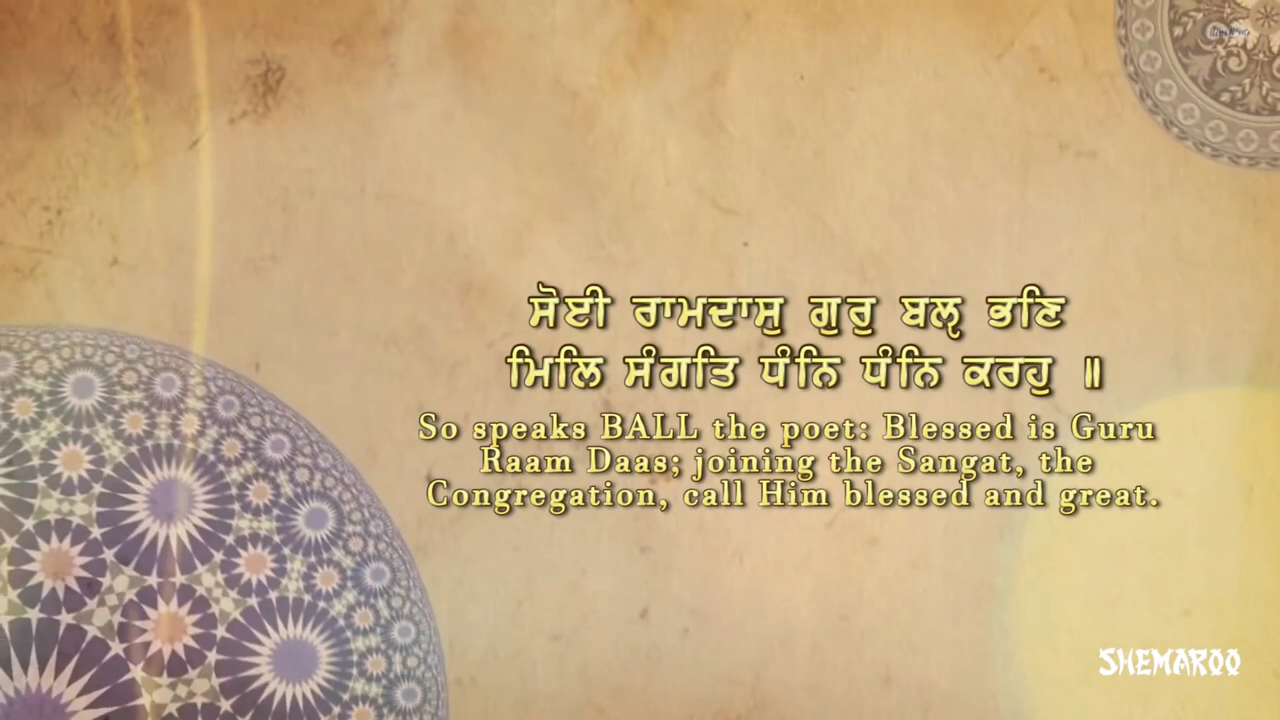 ਸੋਈ ਰਾਮਦਾਸੁ ਗੁਰੁ ਬਲ੍ਹ ਭਣਿ
ਮਿਲਿ ਸੰਗਤਿ ਧੰਨਿ ਧੰਨਿ ਕਰਹੁ ॥
So speaks BALL the poet: Blessed is Guru
Raam Daas; joining the Sangat, the
Congregation, call Him blessed and great.
SHEMAROO